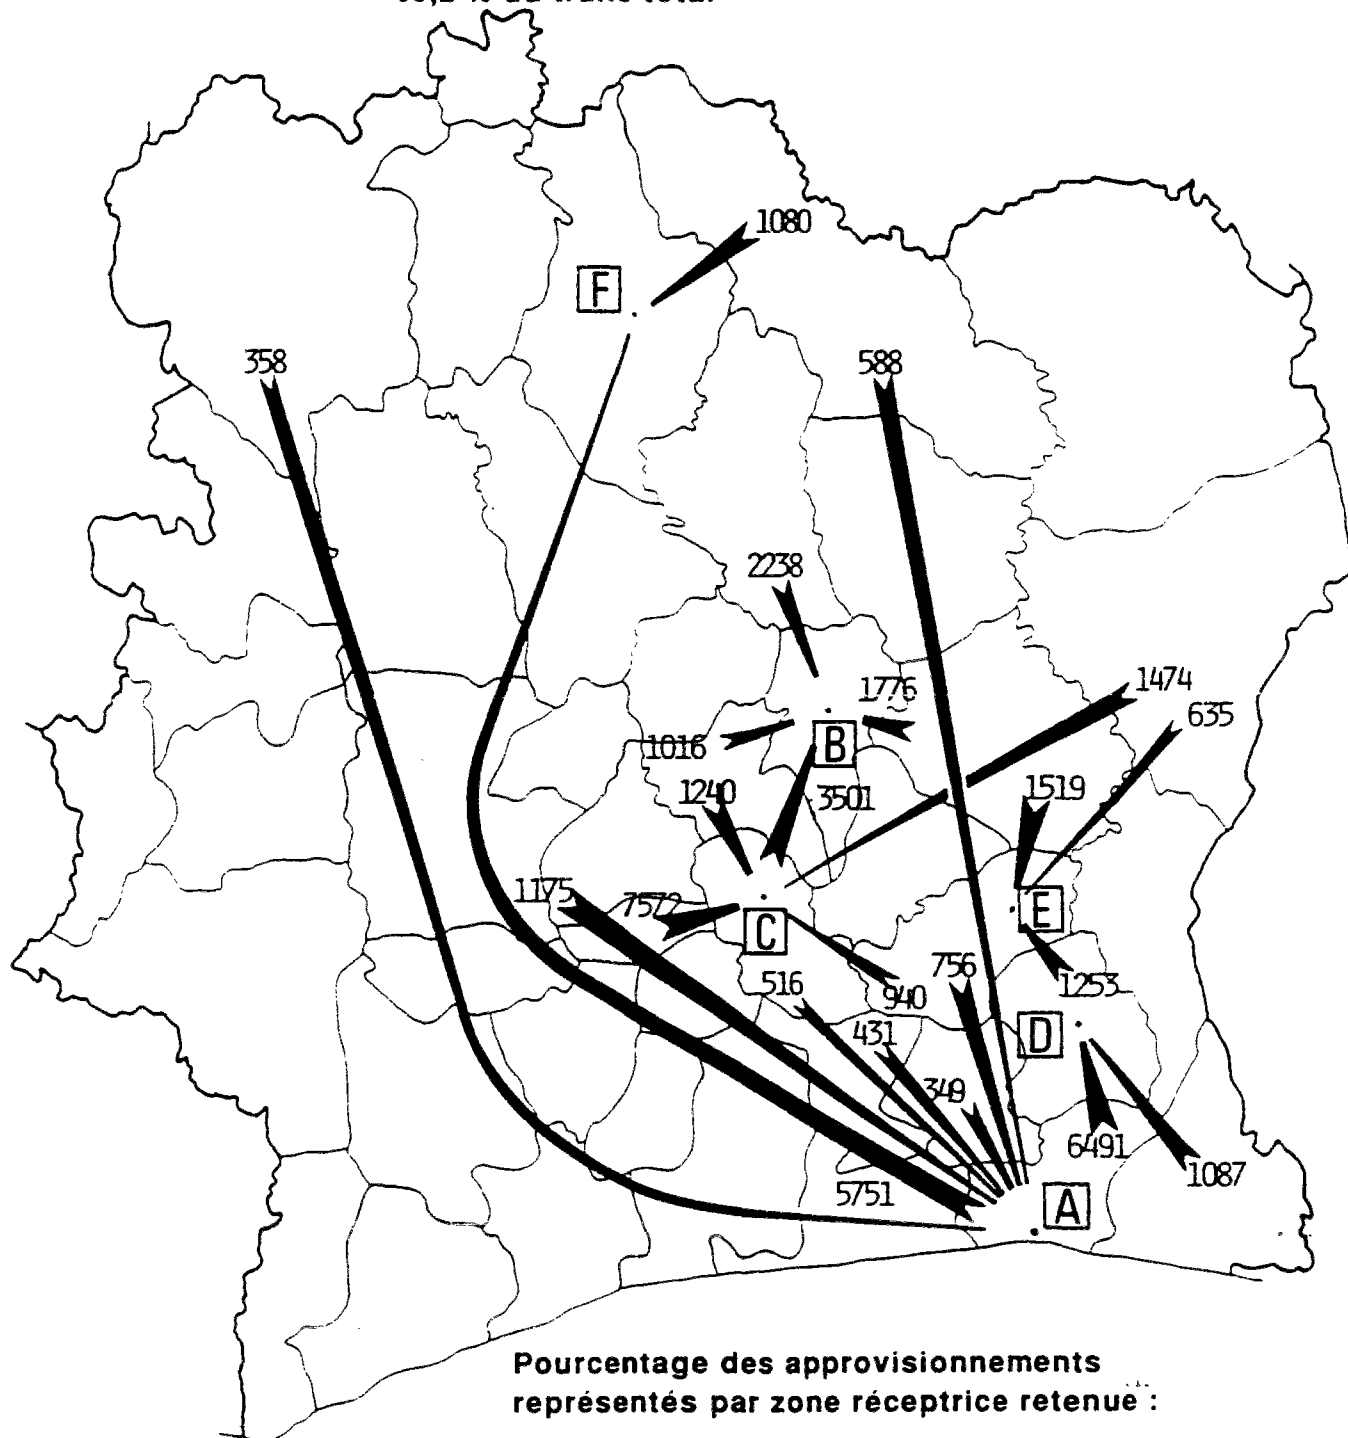 1080
F
358
588
2238
1474
1776
635
1016
B
1240
3501
1519
1175
7572
C
E
756
516
940
1253
431
D
349
6491
1087
5751
A
Pourcentage des approvisionnements
représentés par zone réceptrice retenue :